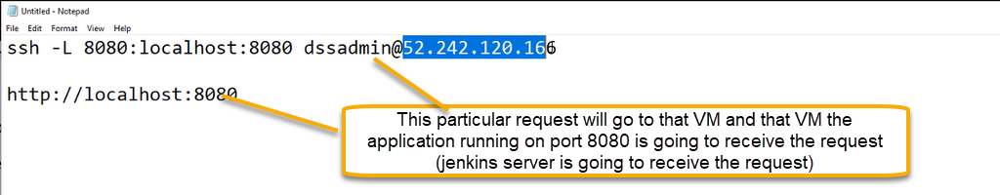 Untitled - Notepad
File Edit Format View Help
ssh -L 8080:localhost:8080 dssadmin@52.242.120.166
http://localhost:8080
This particular request will go to that VM and that VM the
application running on port 8080 is going to receive the request
(jenkins server is going to receive the request)